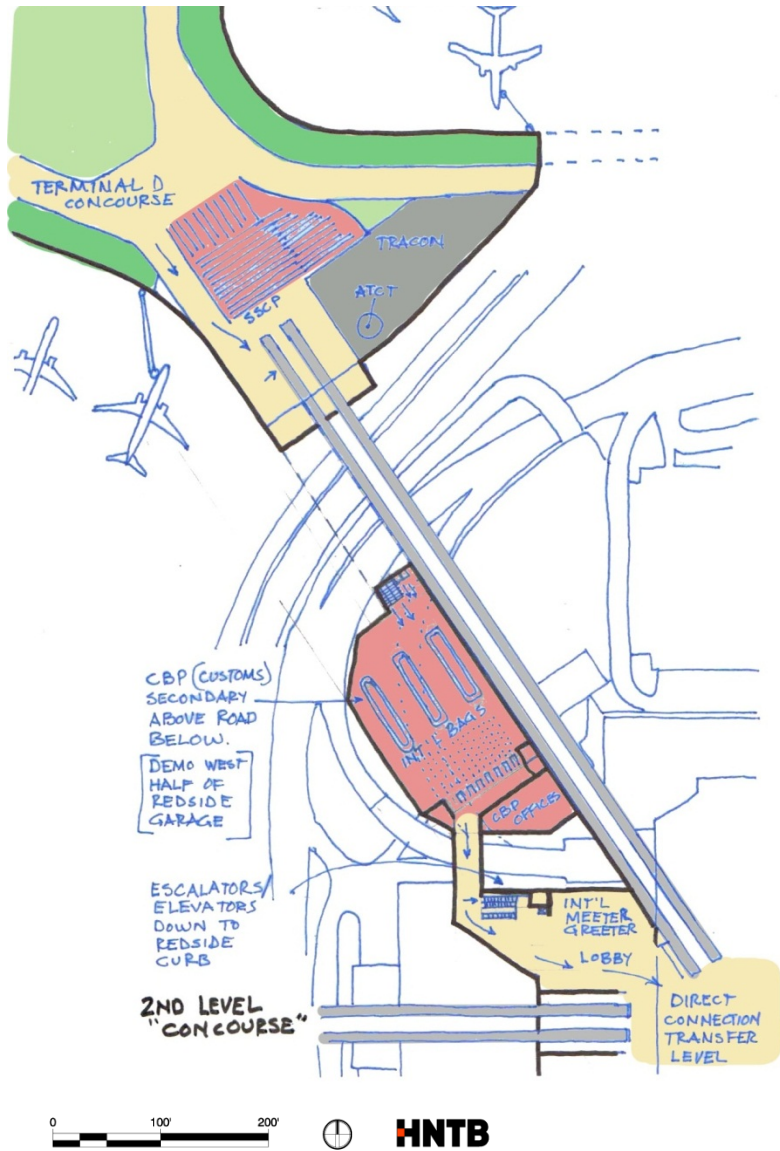 TERMINAL D
CONCOURSE
TRACON
ATCT
SSCP
CBP (CUSTOMS)
SECONDARY
ABOVE ROAD
BELOW.
DEMO WEST
HALF OF
REDSIDE
GARAGE
INT'L BAGS
CBP
OFFICES
ESCALATORS/
ELEVATORS
DOWN TO
REDSIDE
CURB
INT'L
MEETER
GREETER
LOBBY
2ND LEVEL
"CONCOURSE"
DIRECT
CONNECTION
TRANSFER
LEVEL
0 100' 200'
HNTB